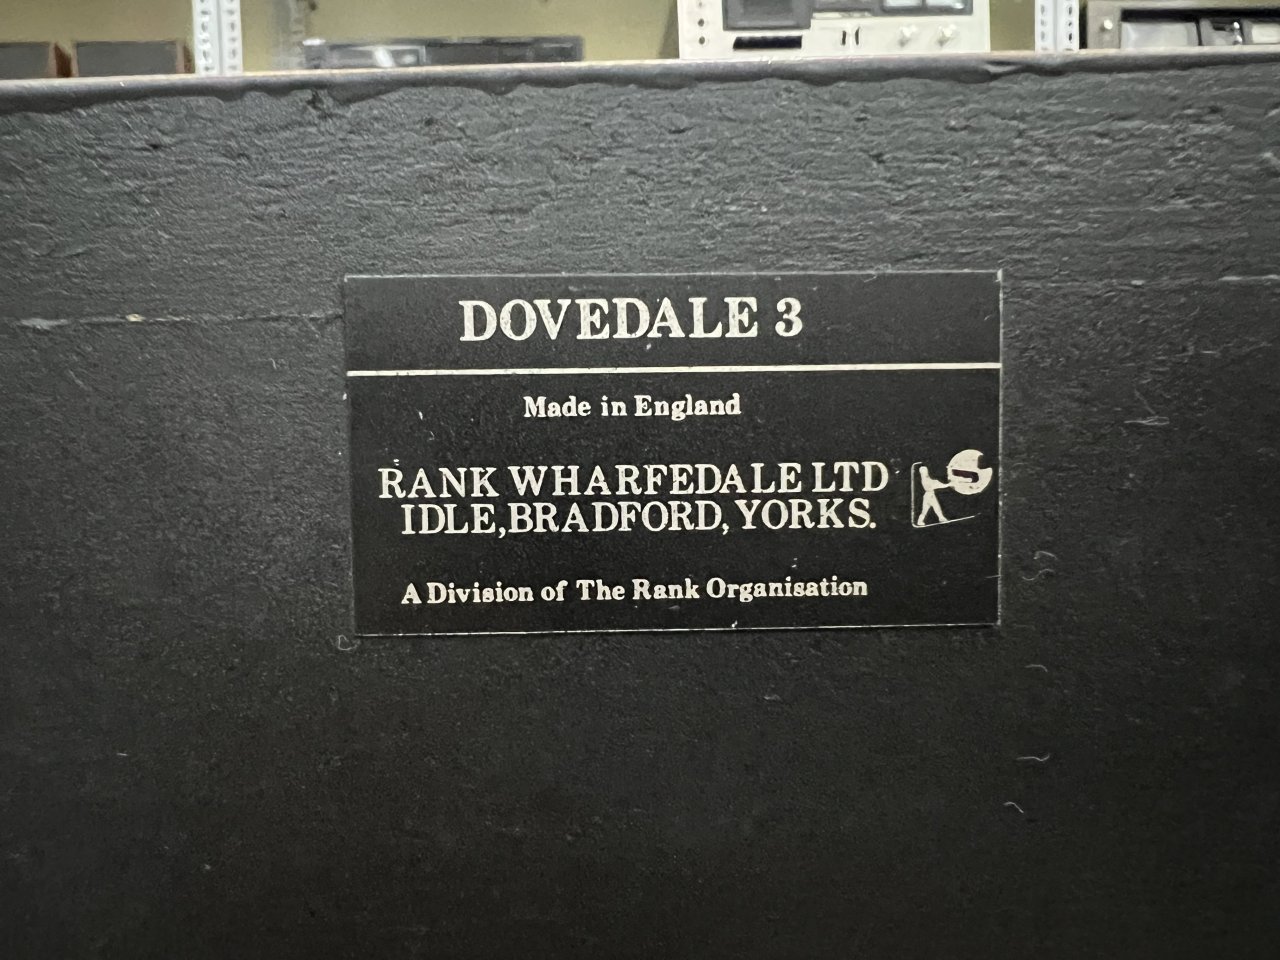 DOVEDALE 3
Made in England
RANK WHARFEDALE LTD
IDLE, BRADFORD, YORKS.
A Division of The Rank Organisation